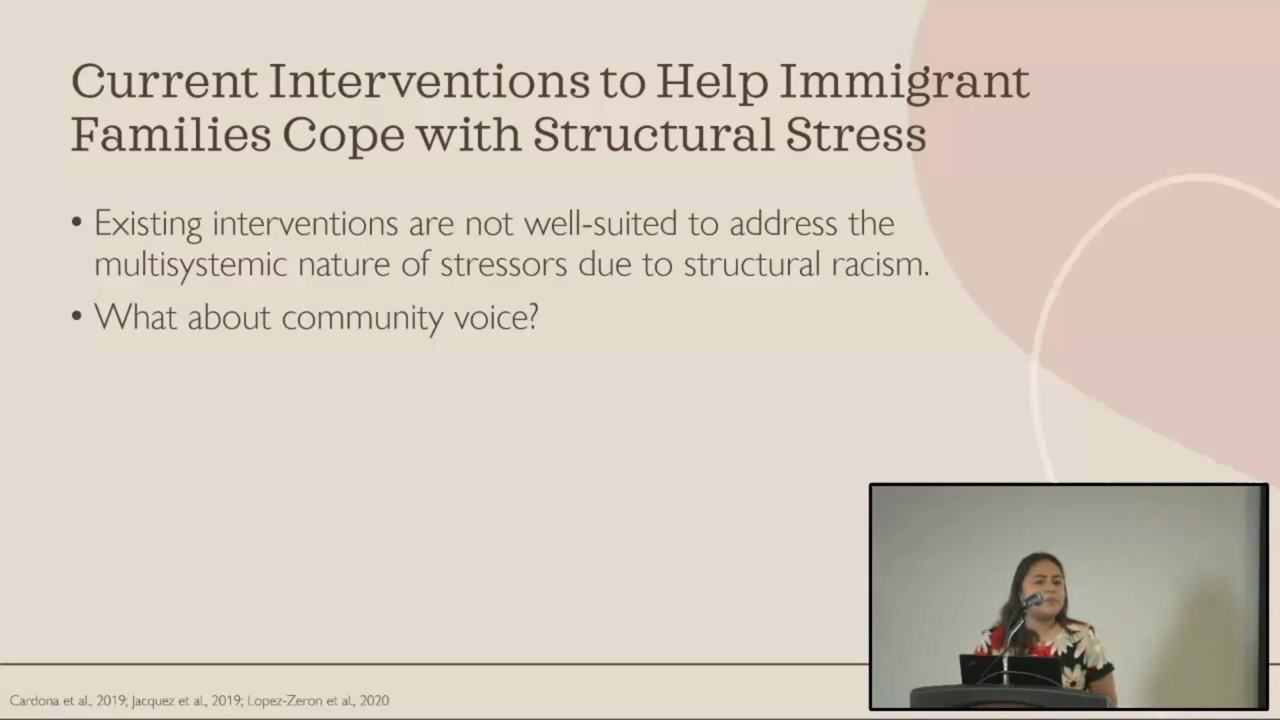 Current Interventions to Help Immigrant
Families Cope with Structural Stress
• Existing interventions are not well-suited to address the
multisystemic nature of stressors due to structural racism.
• What about community voice?
Cardona et al., 2019; Jacquez et al., 2019; Lopez-Zeron et al., 2020